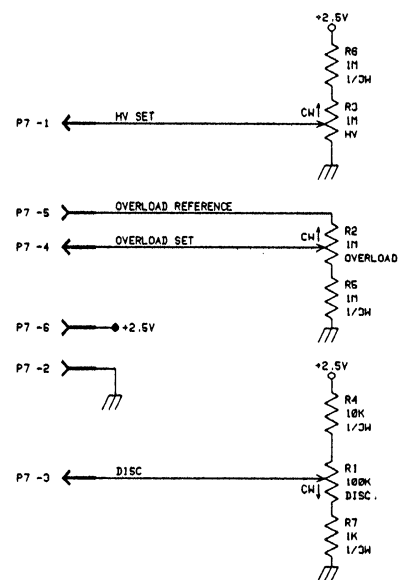 +2.5V
R6
1M
1/3W
CW
R3
1M
HV
P7 -1
HV SET
P7 -5
OVERLOAD REFERENCE
P7 -4
OVERLOAD SET
CW
R2
1M
OVERLOAD
R5
1M
1/3W
P7 -6
+2.5V
P7 -2
+2.5V
R4
10K
1/3W
P7 -3
DISC
CW
R1
100K
DISC.
R7
1K
1/3W